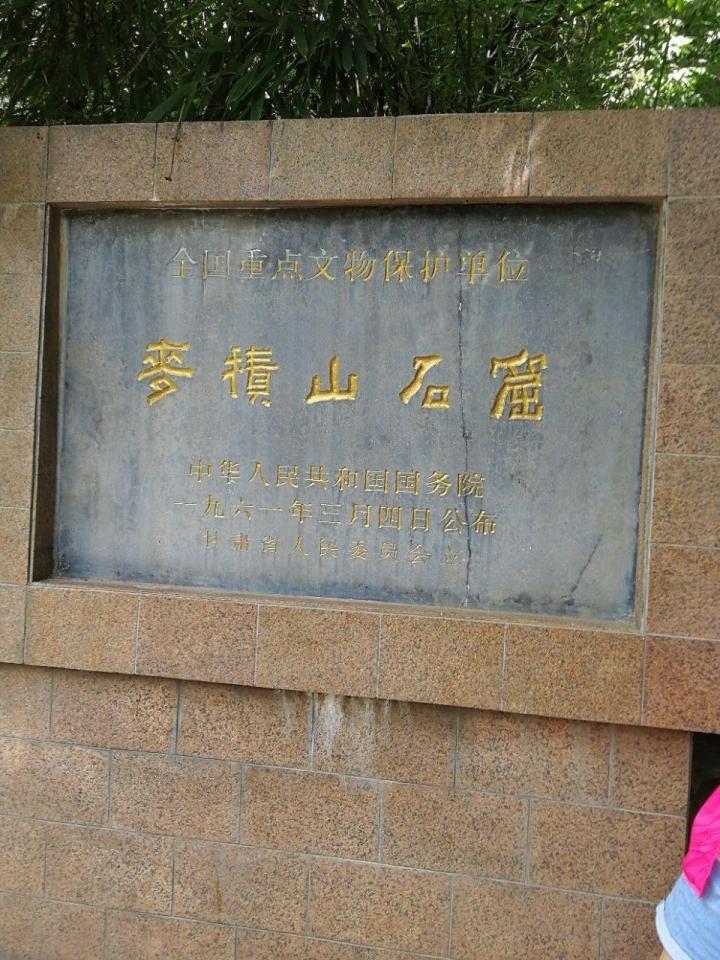 全国重点文物保护单位
麥積山石窟
中华人民共和国国务院
一九六一年三月四日公布
甘肃省人民委员会立